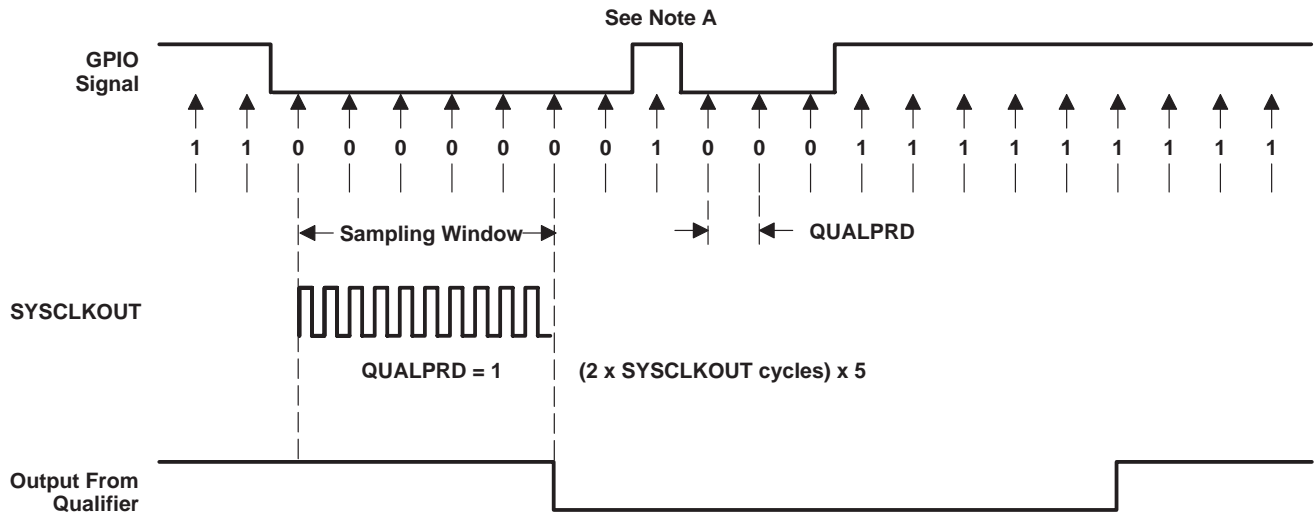 See Note A
GPIO
Signal
1 1 0 0 0 0 0 0 0 1 0 0 0 1 1 1 1 1 1 1 1 1
Sampling Window
QUALPRD
SYSCLKOUT
QUALPRD = 1
(2 x SYSCLKOUT cycles) x 5
Output From
Qualifier